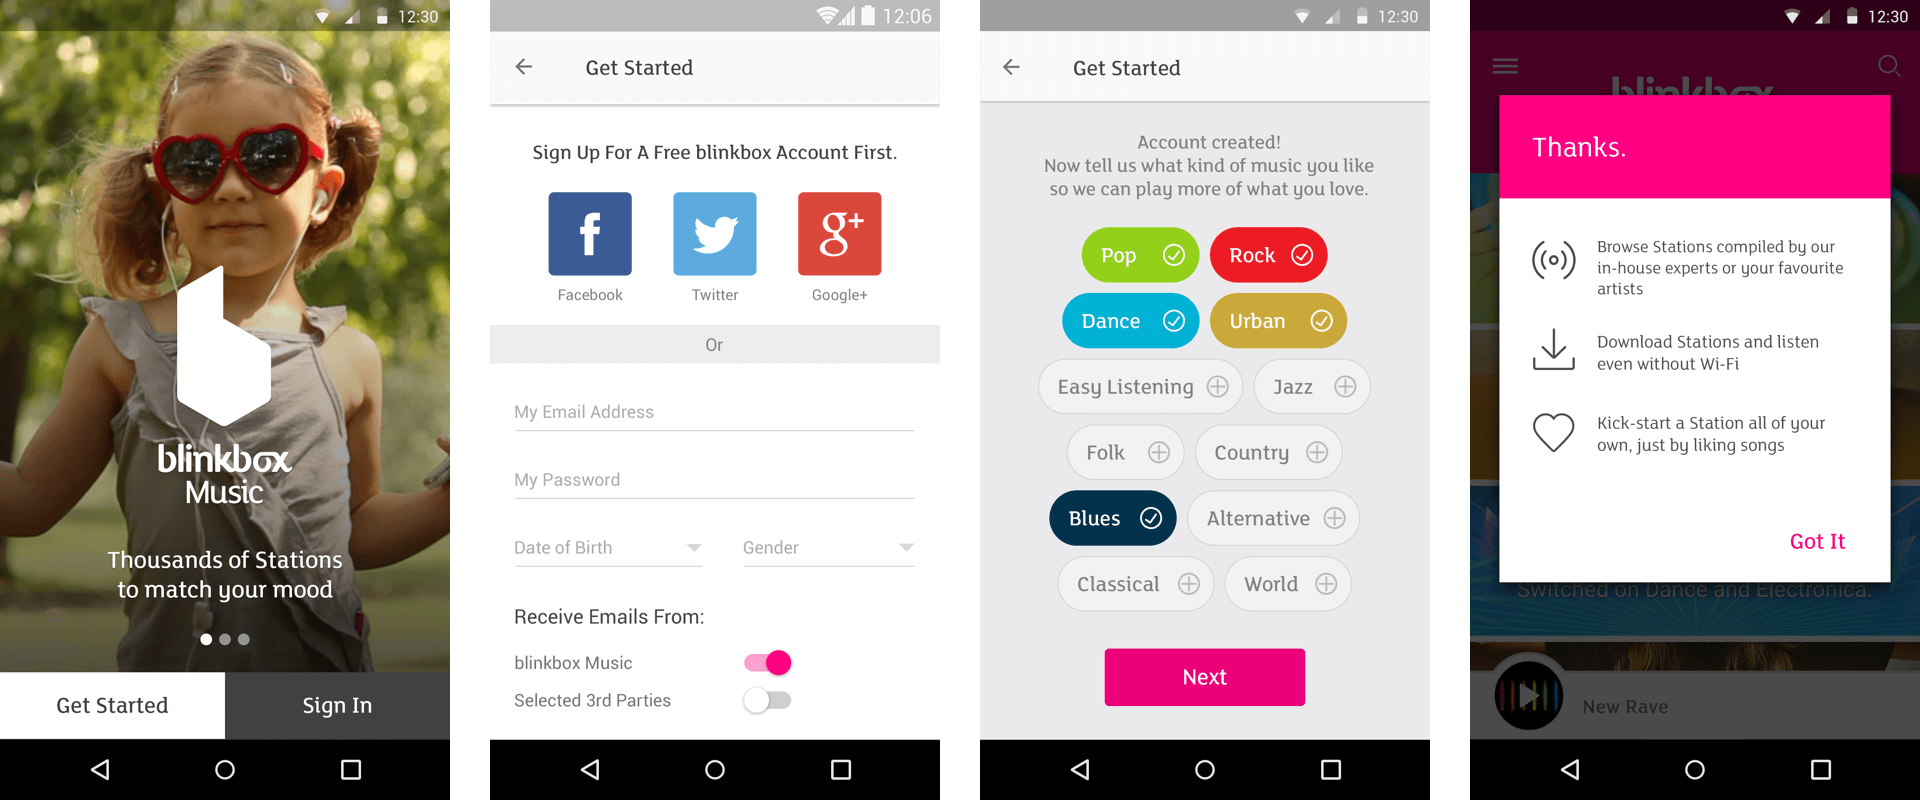 12:30
blinkbox
Music
Thousands of Stations
to match your mood
Get Started
Sign In
12:06
Get Started
Sign Up For A Free blinkbox Account First.
f
g+
Facebook
Twitter
Google+
Or
My Email Address
My Password
Date of Birth
Gender
Receive Emails From:
blinkbox Music
Selected 3rd Parties
12:30
Get Started
Account created!
Now tell us what kind of music you like
so we can play more of what you love.
Pop
Rock
Dance
Urban
Easy Listening
Jazz
Folk
Country
Blues
Alternative
Classical
World
Next
12:30
blinkbox
Thanks.
Browse Stations compiled by our
in-house experts or your favourite
artists
Download Stations and listen
even without Wi-Fi
Kick-start a Station all of your
own, just by liking songs
Got It
Switched on Dance and Electronica.
New Rave